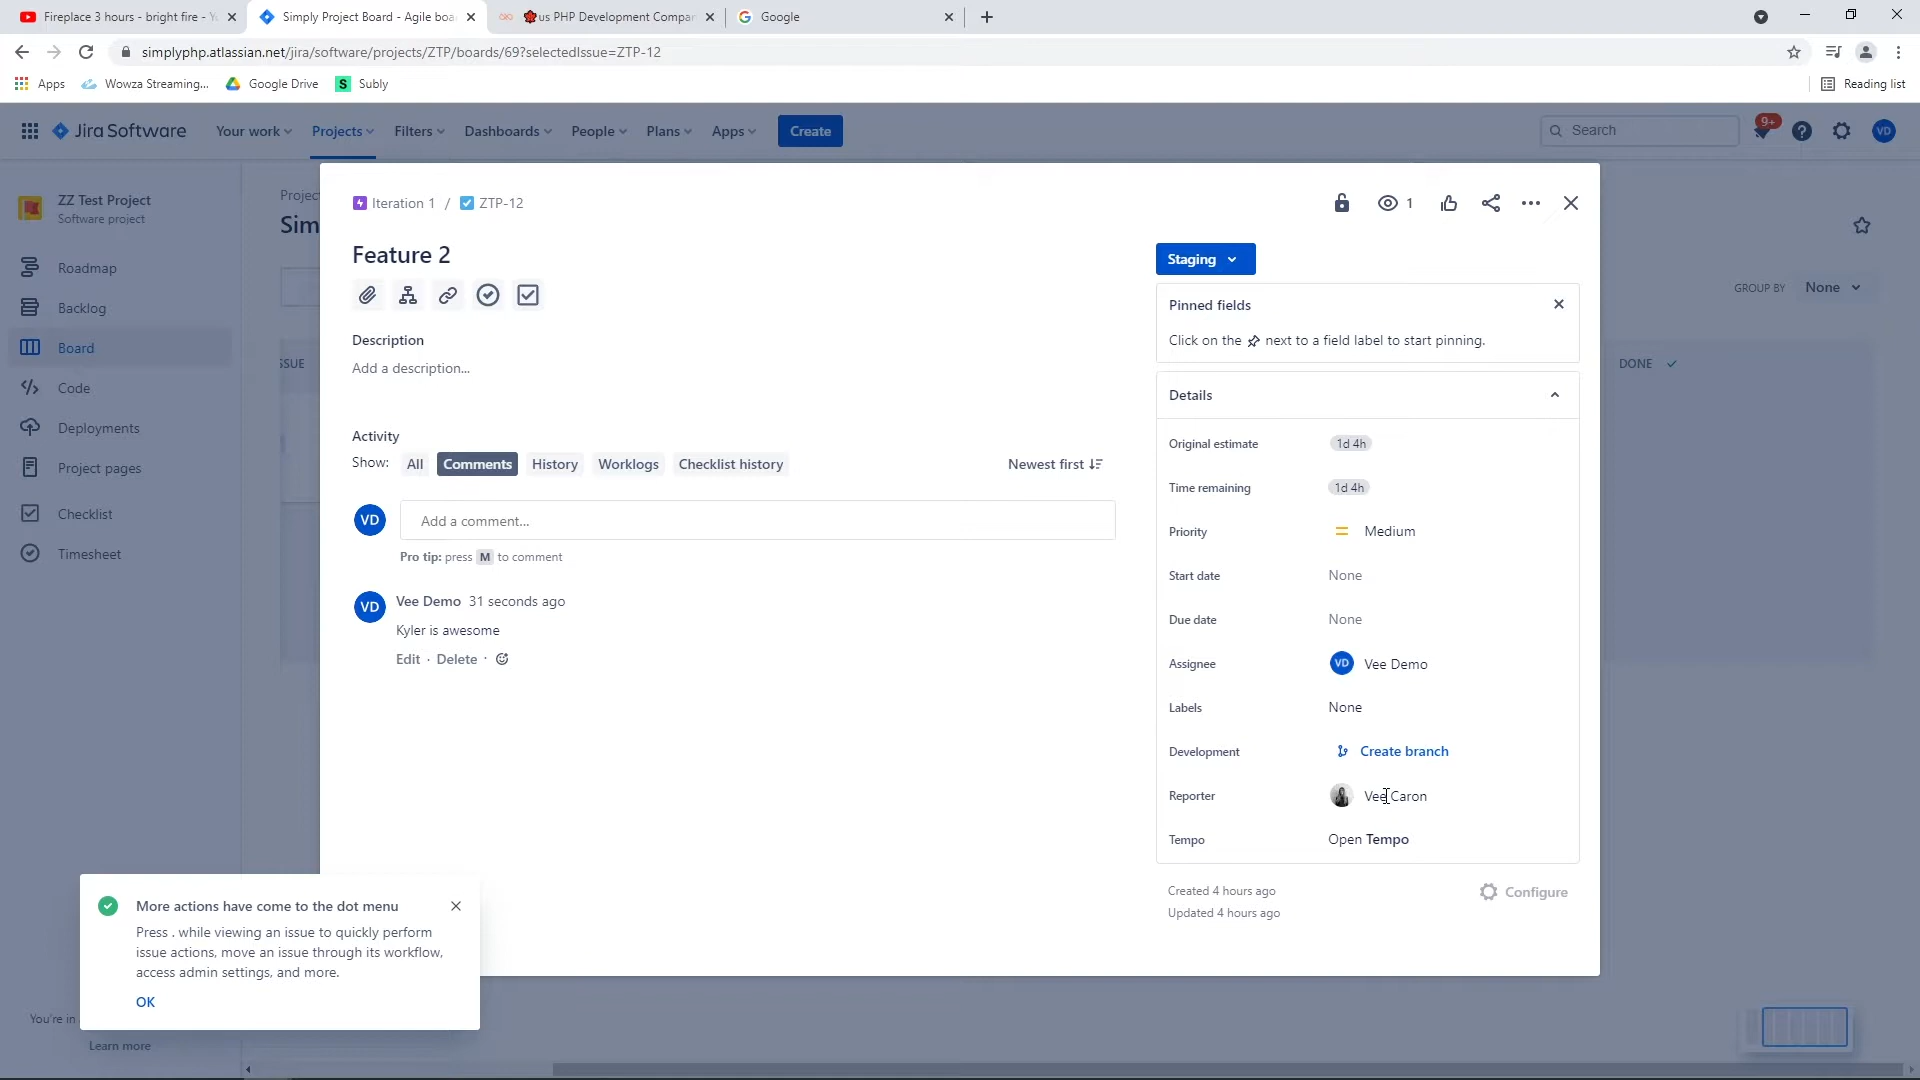 Fireplace 3 hours - bright fire - Y
Simply Project Board - Agile boa
us PHP Development Compan
Google
simplyphp.atlassian.net/jira/software/projects/ZTP/boards/69?selectedIssue=ZTP-12
Apps
Wowza Streaming...
Google Drive
Subly
Reading list
Jira Software
Your work
Projects
Filters
Dashboards
People
Plans
Apps
Create
Search
9+
VD
ZZ Test Project
Software project
Roadmap
Backlog
Board
Code
Deployments
Project pages
Checklist
Timesheet
You're in
Learn more
Projec
Sim
SSUE
GROUP BY
None
DONE
Iteration 1 / ZTP-12
1
Feature 2
Description
Add a description...
Activity
Show: All Comments History Worklogs Checklist history
Newest first
VD
Add a comment...
Pro tip: press M to comment
VD
Vee Demo 31 seconds ago
Kyler is awesome
Edit · Delete ·
Staging
Pinned fields
Click on the next to a field label to start pinning.
Details
Original estimate 1d 4h
Time remaining 1d 4h
Priority Medium
Start date None
Due date None
Assignee VD Vee Demo
Labels None
Development Create branch
Reporter Vee Caron
Tempo Open Tempo
Created 4 hours ago
Updated 4 hours ago
Configure
More actions have come to the dot menu
Press . while viewing an issue to quickly perform
issue actions, move an issue through its workflow,
access admin settings, and more.
OK